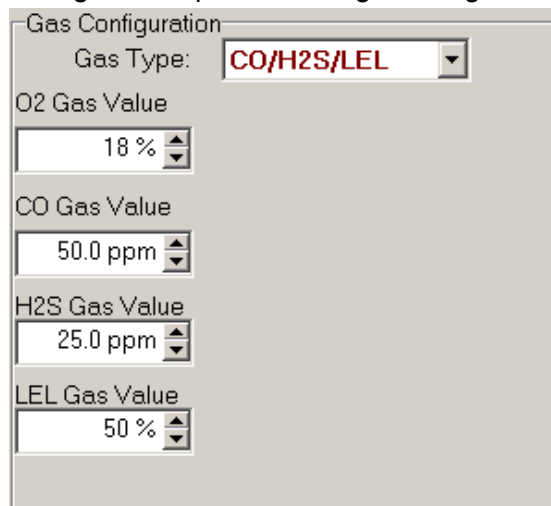 Gas Configuration
Gas Type: CO/H2S/LEL
O2 Gas Value
18 %
CO Gas Value
50.0 ppm
H2S Gas Value
25.0 ppm
LEL Gas Value
50 %